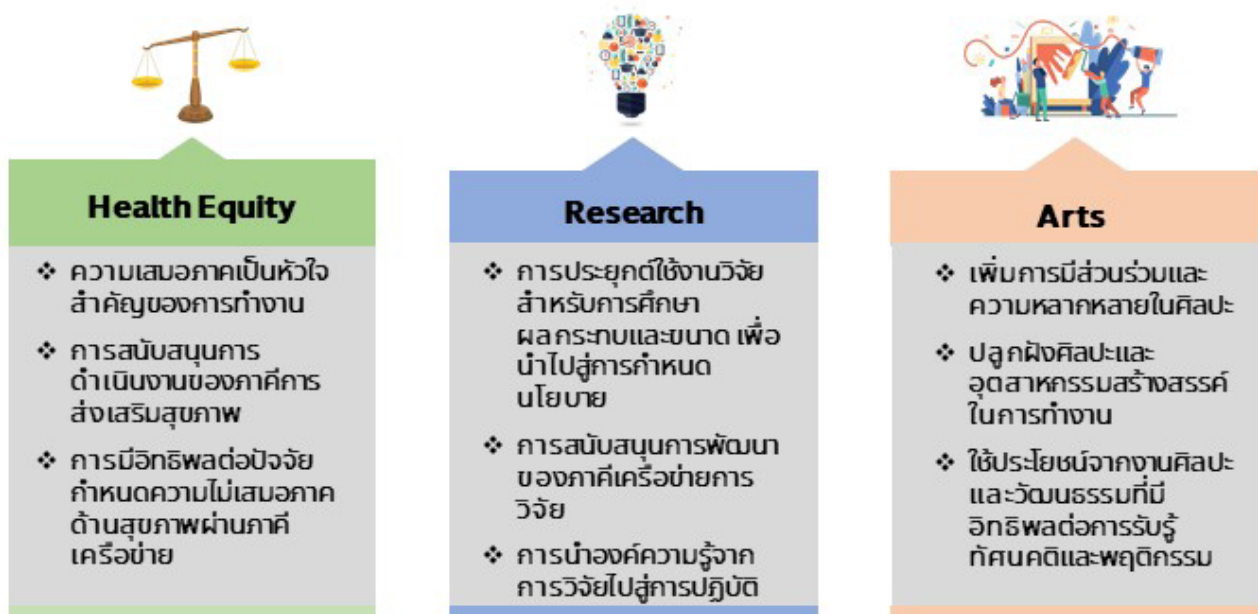 Health Equity
❖ ความเสมอภาคเป็นหัวใจ
สำคัญของการทำงาน
❖ การสนับสนุนการ
ดำเนินงานของภาคีการ
ส่งเสริมสุขภาพ
❖ การมีอิทธิพลต่อปัจจัย
กำหนดความไม่เสมอภาค
ด้านสุขภาพผ่านภาคี
เครือข่าย
Research
❖ การประยุกต์ใช้งานวิจัย
สำหรับการศึกษา
ผลกระทบและขนาด เพื่อ
นำไปสู่การกำหนด
นโยบาย
❖ การสนับสนุนการพัฒนา
ของภาคีเครือข่ายการ
วิจัย
❖ การนำองค์ความรู้จาก
การวิจัยไปสู่การปฏิบัติ
Arts
❖ เพิ่มการมีส่วนร่วมและ
ความหลากหลายในศิลปะ
❖ ปลูกฝังศิลปะและ
อุตสาหกรรมสร้างสรรค์
ในการทำงาน
❖ ใช้ประโยชน์จากงานศิลปะ
และวัฒนธรรมที่มี
อิทธิพลต่อการรับรู้
ทัศนคติและพฤติกรรม